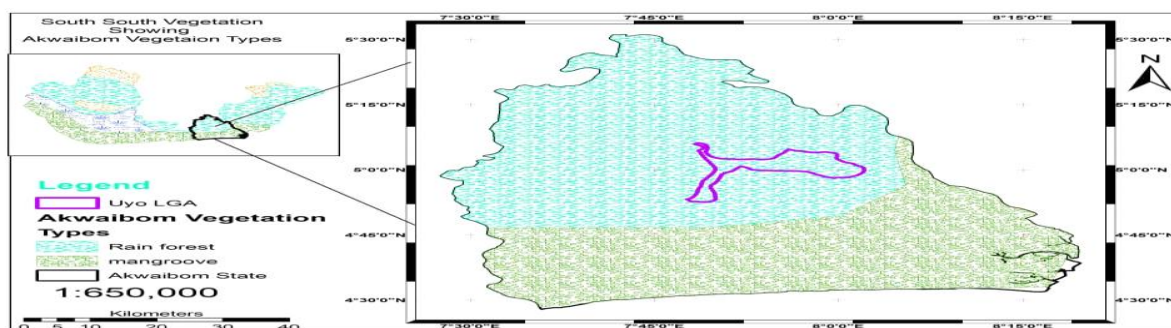 South South Vegetation
Showing
Akwaibom Vegetaion Types
Legend
Uyo LGA
Akwaibom Vegetation
Types
Rain forest
mangroove
Akwaibom State
1:650,000
Kilometers
0 5 10 20 30 40
7°30'0"E 7°45'0"E 8°0'0"E 8°15'0"E
5°30'0"N 5°30'0"N
5°15'0"N 5°15'0"N
5°0'0"N 5°0'0"N
4°45'0"N 4°45'0"N
4°30'0"N 4°30'0"N
7°30'0"E 7°45'0"E 8°0'0"E 8°15'0"E
N